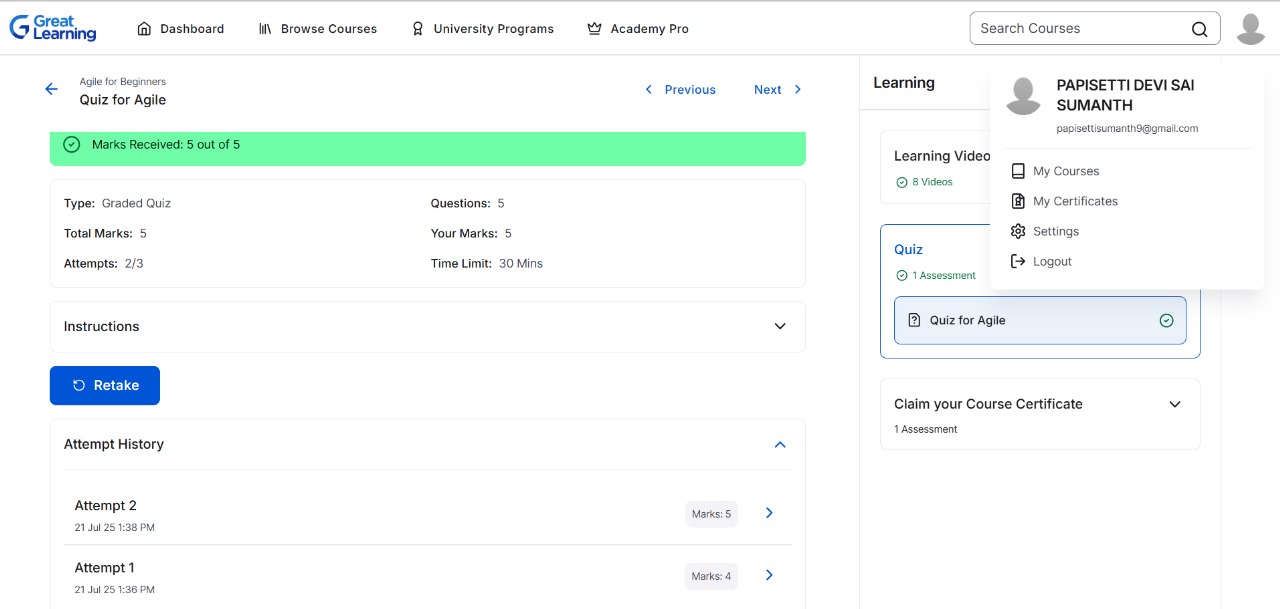 Great Learning
Dashboard
Browse Courses
University Programs
Academy Pro
Search Courses
Agile for Beginners
Quiz for Agile
Previous
Next
Marks Received: 5 out of 5
Type: Graded Quiz
Questions: 5
Total Marks: 5
Your Marks: 5
Attempts: 2/3
Time Limit: 30 Mins
Instructions
Retake
Attempt History
Attempt 2
21 Jul 25 1:38 PM
Marks: 5
Attempt 1
21 Jul 25 1:36 PM
Marks: 4
Learning
Learning Video
8 Videos
Quiz
1 Assessment
Quiz for Agile
Claim your Course Certificate
1 Assessment
PAPISETTI DEVI SAI
SUMANTH
papisettisumanth9@gmail.com
My Courses
My Certificates
Settings
Logout